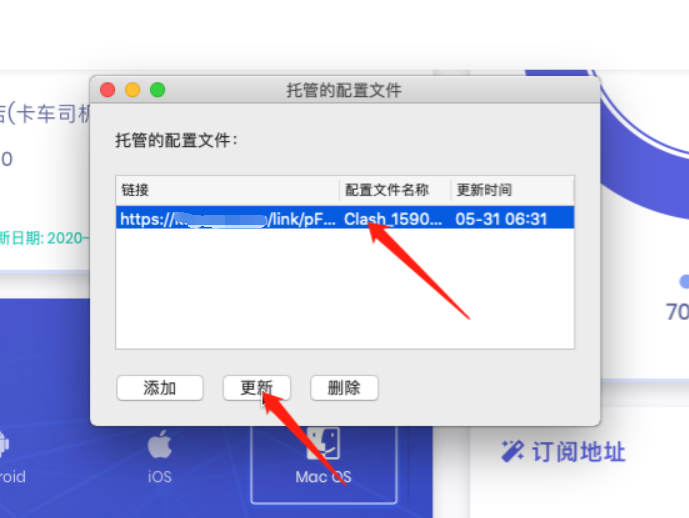 托管的配置文件
店(卡车司机
托管的配置文件：
0
链接 配置文件名称 更新时间
https:// /link/pF... Clash_1590... 05-31 06:31
新日期: 2020-
70
添加 更新 删除
订阅地址
roid iOS Mac OS